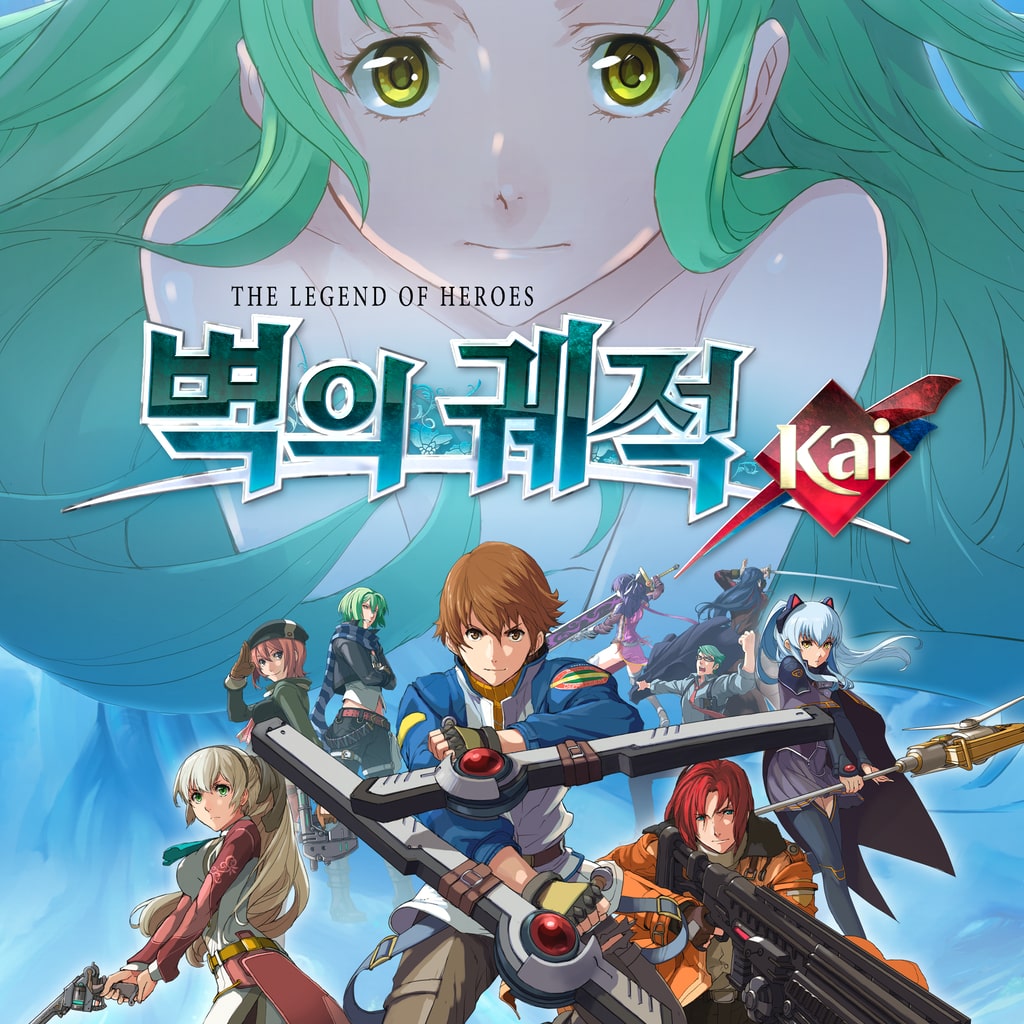 THE LEGEND OF HEROES
벽의 궤적
Kai